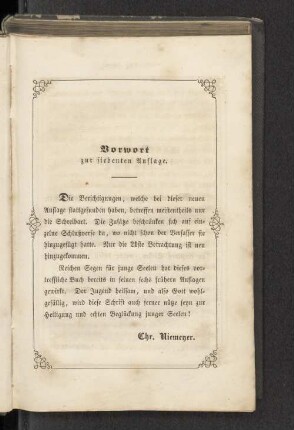 Vorwort
zur siebenten Auflage.
Die Berichtigungen, welche bei dieser neuen
Auflage stattgefunden haben, betreffen meistentheils nur
die Schreibart. Die Zusätze beschränken sich auf ein-
zelne Schlußverse da, wo nicht schon der Verfasser sie
hinzugefügt hatte. Nur die Betrachtung ist neu
hinzugekommen.
Reichen Segen für junge Seelen hat dieses vor-
treffliche Buch bereits in seinen sechs frühern Auflagen
gewirkt. Der Jugend heilsam, und also Gott wohl-
gefällig, wird diese Schrift auch ferner nütze seyn zur
Heiligung und echten Beglückung junger Seelen!
Chr. Niemeyer.